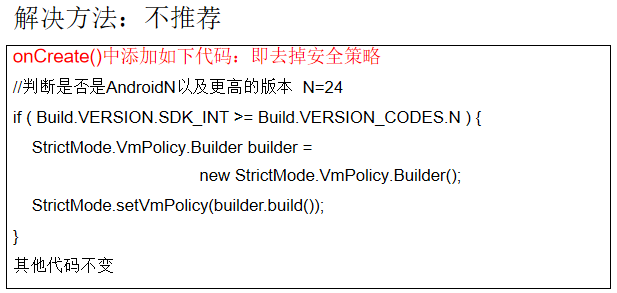 解决方法：不推荐
onCreate()中添加如下代码：即去掉安全策略
//判断是否是AndroidN以及更高的版本 N=24
if ( Build.VERSION.SDK_INT >= Build.VERSION_CODES.N ) {
StrictMode.VmPolicy.Builder builder =
new StrictMode.VmPolicy.Builder();
StrictMode.setVmPolicy(builder.build());
}
其他代码不变